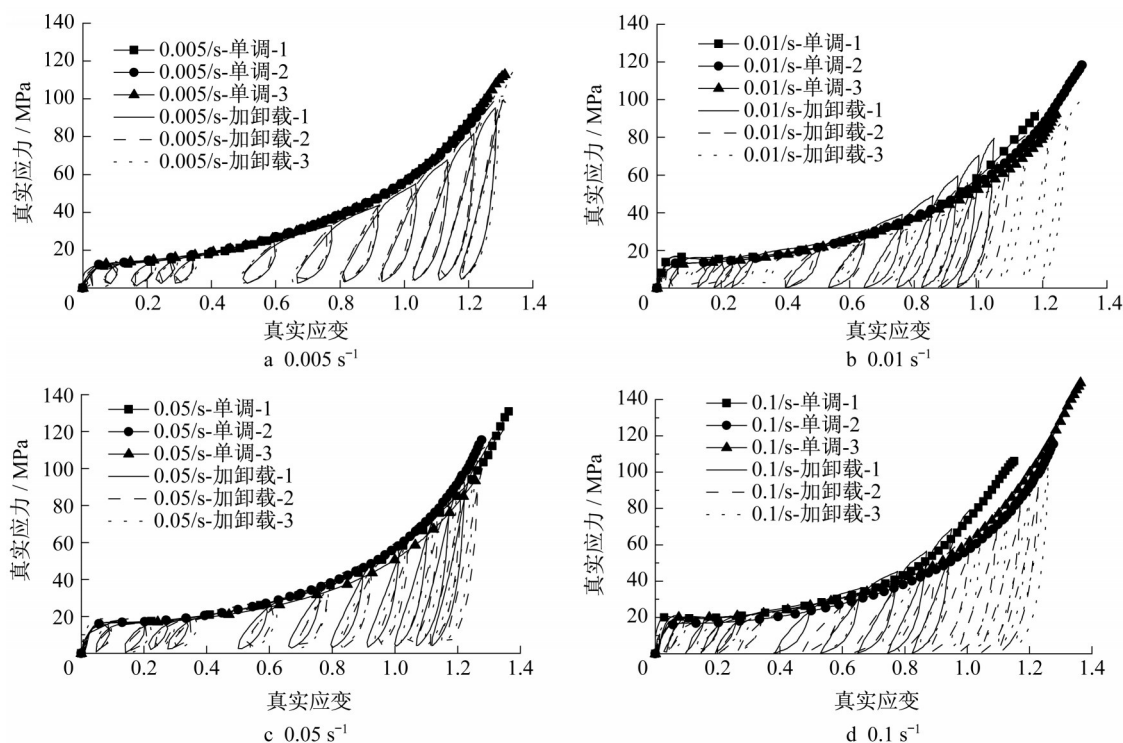 140
120
100
80
60
40
20
0
真实应力 / MPa
0.005/s-单调-1
0.005/s-单调-2
0.005/s-单调-3
0.005/s-加卸载-1
0.005/s-加卸载-2
0.005/s-加卸载-3
0 0.2 0.4 0.6 0.8 1.0 1.2 1.4
真实应变
a 0.005 s⁻¹
140
120
100
80
60
40
20
真实应力 / MPa
0.01/s-单调-1
0.01/s-单调-2
0.01/s-单调-3
0.01/s-加卸载-1
0.01/s-加卸载-2
0.01/s-加卸载-3
0 0.2 0.4 0.6 0.8 1.0 1.2 1.4
真实应变
b 0.01 s⁻¹
140
120
100
80
60
40
20
真实应力 / MPa
0.05/s-单调-1
0.05/s-单调-2
0.05/s-单调-3
0.05/s-加卸载-1
0.05/s-加卸载-2
0.05/s-加卸载-3
0 0.2 0.4 0.6 0.8 1.0 1.2 1.4
真实应变
c 0.05 s⁻¹
140
120
100
80
60
40
20
真实应力 / MPa
0.1/s-单调-1
0.1/s-单调-2
0.1/s-单调-3
0.1/s-加卸载-1
0.1/s-加卸载-2
0.1/s-加卸载-3
0 0.2 0.4 0.6 0.8 1.0 1.2 1.4
真实应变
d 0.1 s⁻¹